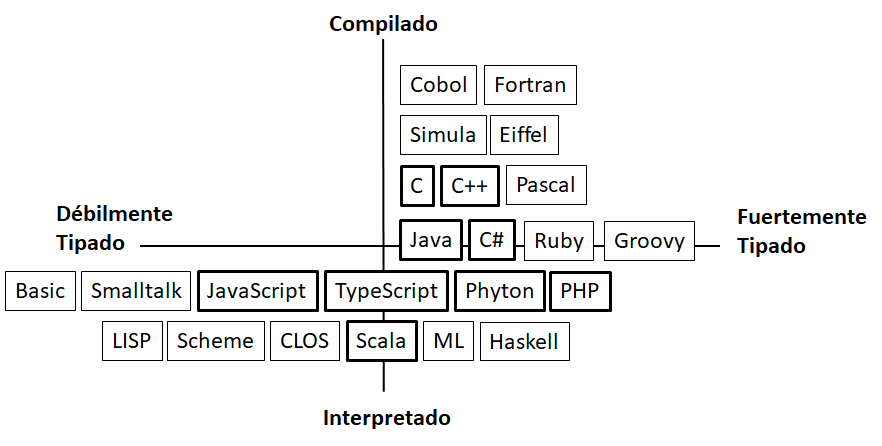 Compilado
Cobol Fortran
Simula Eiffel
C C++ Pascal
Débilmente
Tipado
Java C# Ruby Groovy
Fuertemente
Tipado
Basic Smalltalk JavaScript TypeScript Phyton PHP
LISP Scheme CLOS Scala ML Haskell
Interpretado